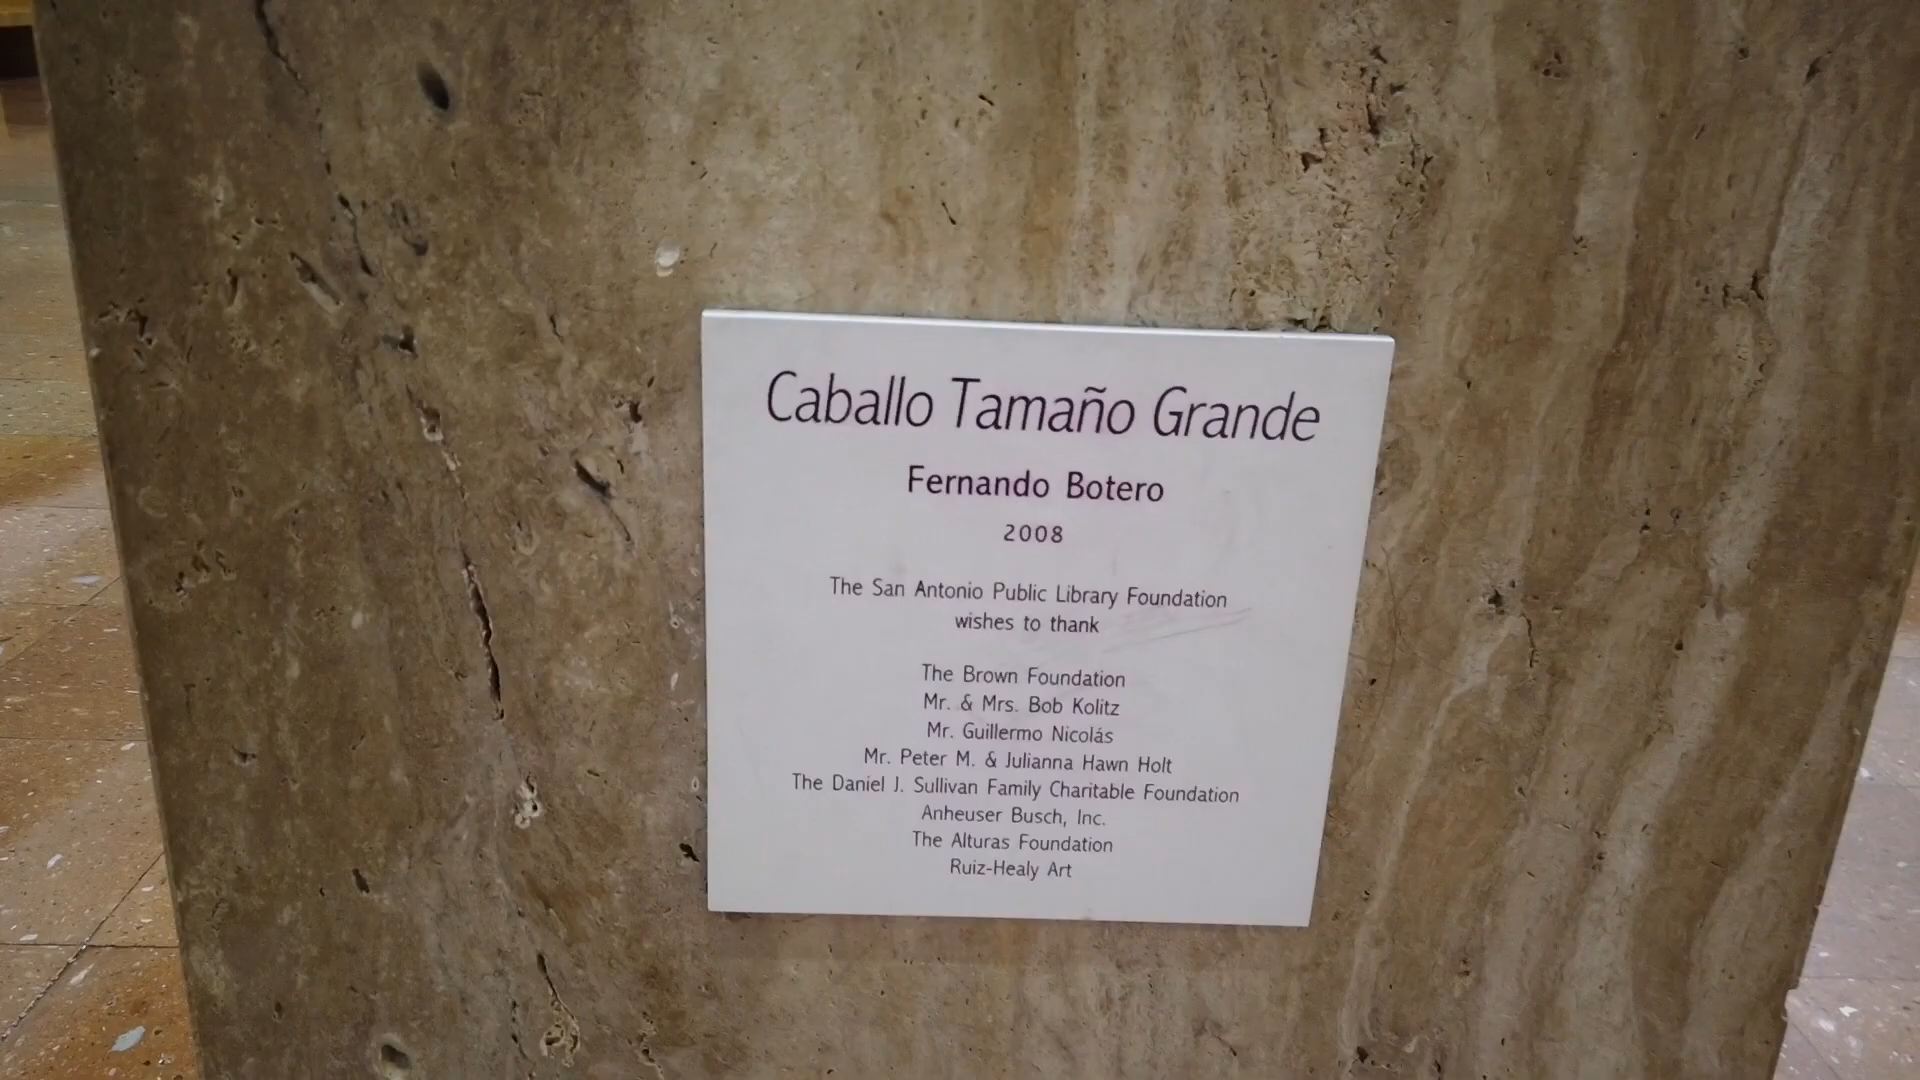 Caballo Tamaño Grande
Fernando Botero
2008
The San Antonio Public Library Foundation
wishes to thank
The Brown Foundation
Mr. & Mrs. Bob Kolitz
Mr. Guillermo Nicolás
Mr. Peter M. & Julianna Hawn Holt
The Daniel J. Sullivan Family Charitable Foundation
Anheuser Busch, Inc.
The Alturas Foundation
Ruiz-Healy Art